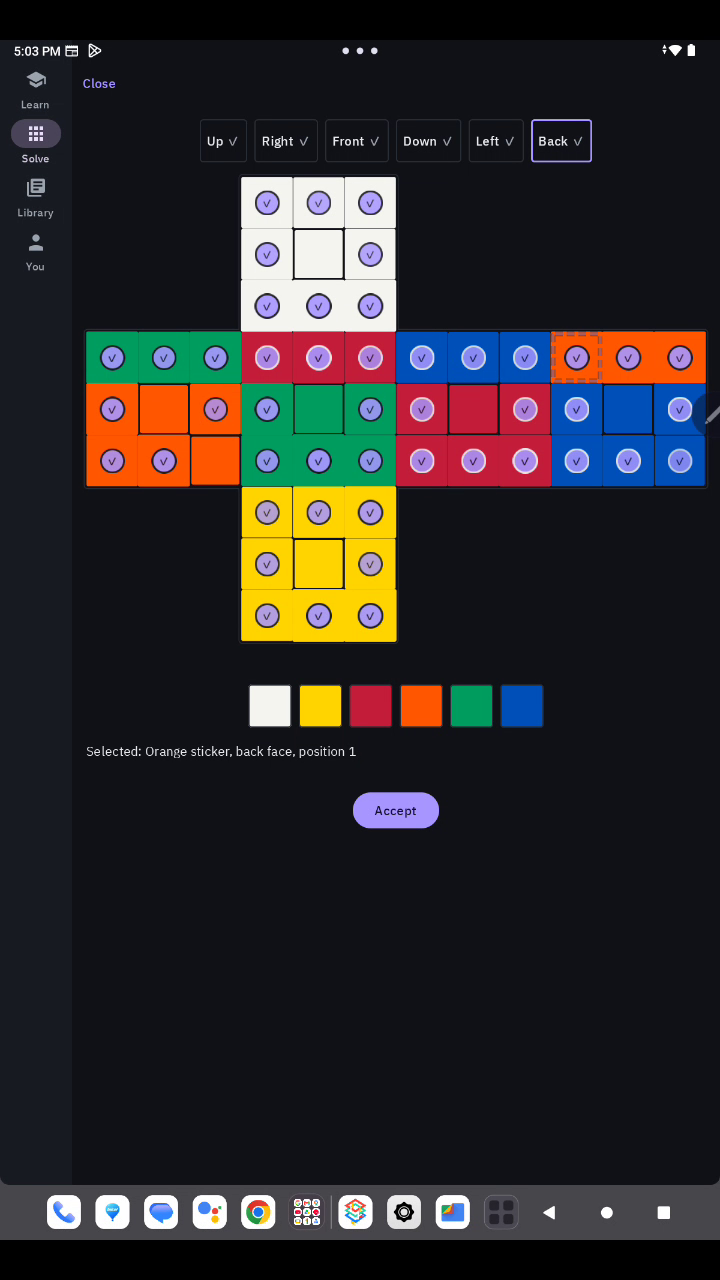 5:03 PM
Close
Learn
Solve
Library
You
Up ✓
Right ✓
Front ✓
Down ✓
Left ✓
Back ✓
Selected: Orange sticker, back face, position 1
Accept